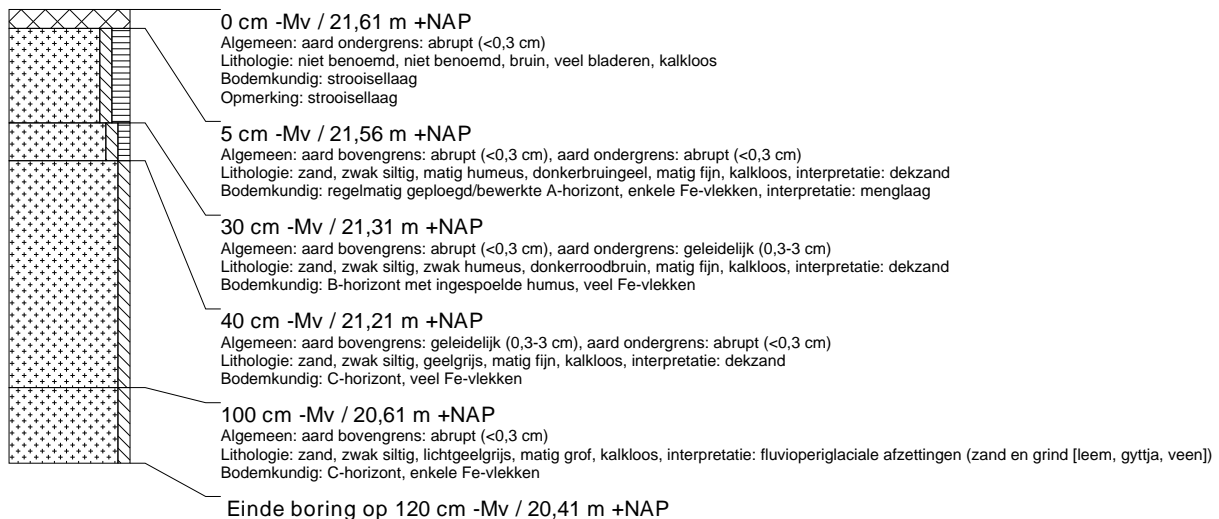 0 cm -Mv / 21,61 m +NAP
Algemeen: aard ondergrens: abrupt (<0,3 cm)
Lithologie: niet benoemd, niet benoemd, bruin, veel bladeren, kalkloos
Bodemkundig: strooisellaag
Opmerking: strooisellaag
5 cm -Mv / 21,56 m +NAP
Algemeen: aard bovengrens: abrupt (<0,3 cm), aard ondergrens: abrupt (<0,3 cm)
Lithologie: zand, zwak siltig, matig humeus, donkerbruingeel, matig fijn, kalkloos, interpretatie: dekzand
Bodemkundig: regelmatig geploegd/bewerkte A-horizont, enkele Fe-vlekken, interpretatie: menglaag
30 cm -Mv / 21,31 m +NAP
Algemeen: aard bovengrens: abrupt (<0,3 cm), aard ondergrens: geleidelijk (0,3-3 cm)
Lithologie: zand, zwak siltig, zwak humeus, donkerroodbruin, matig fijn, kalkloos, interpretatie: dekzand
Bodemkundig: B-horizont met ingespoelde humus, veel Fe-vlekken
40 cm -Mv / 21,21 m +NAP
Algemeen: aard bovengrens: geleidelijk (0,3-3 cm), aard ondergrens: abrupt (<0,3 cm)
Lithologie: zand, zwak siltig, geelgrijs, matig fijn, kalkloos, interpretatie: dekzand
Bodemkundig: C-horizont, veel Fe-vlekken
100 cm -Mv / 20,61 m +NAP
Algemeen: aard bovengrens: abrupt (<0,3 cm)
Lithologie: zand, zwak siltig, lichtgeelgrijs, matig grof, kalkloos, interpretatie: fluvioperiglaciale afzettingen (zand en grind [leem, gyttja, veen])
Bodemkundig: C-horizont, enkele Fe-vlekken
Einde boring op 120 cm -Mv / 20,41 m +NAP